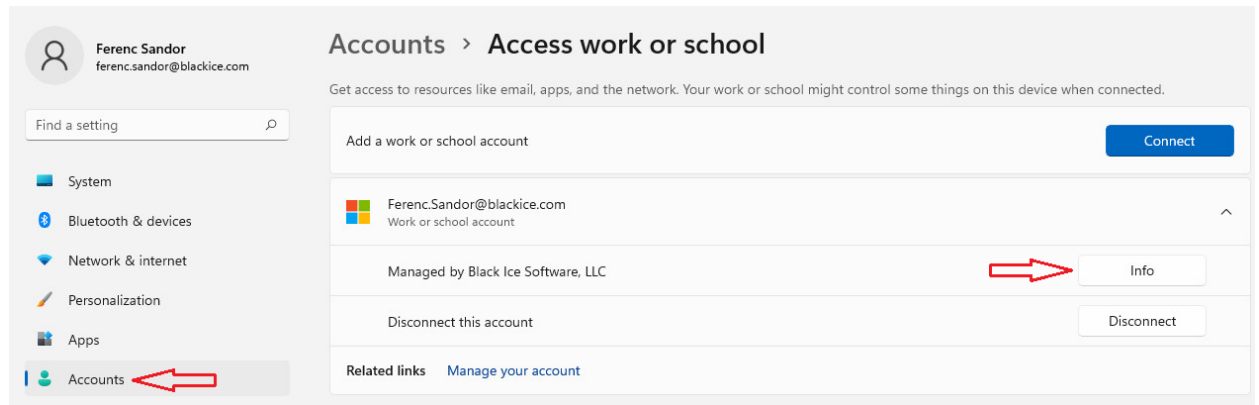 Ferenc Sandor
ferenc.sandor@blackice.com
Find a setting
System
Bluetooth & devices
Network & internet
Personalization
Apps
Accounts
Accounts > Access work or school
Get access to resources like email, apps, and the network. Your work or school might control some things on this device when connected.
Add a work or school account Connect
Ferenc.Sandor@blackice.com
Work or school account
Managed by Black Ice Software, LLC Info
Disconnect this account Disconnect
Related links Manage your account